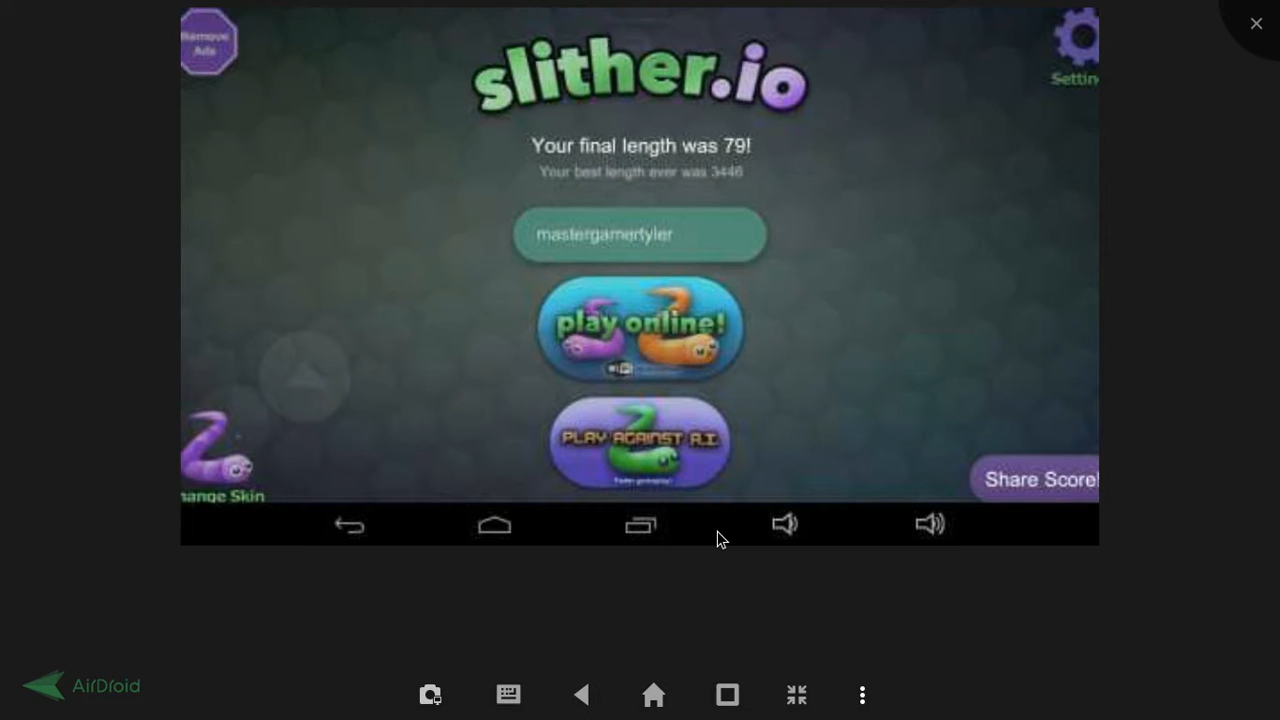 Remove
Ads
slither.io
Settin
Your final length was 79!
Your best length ever was 3446
mastergamertyler
play online!
PLAY AGAINST A.I.
hange Skin
Share Score!
AirDroid